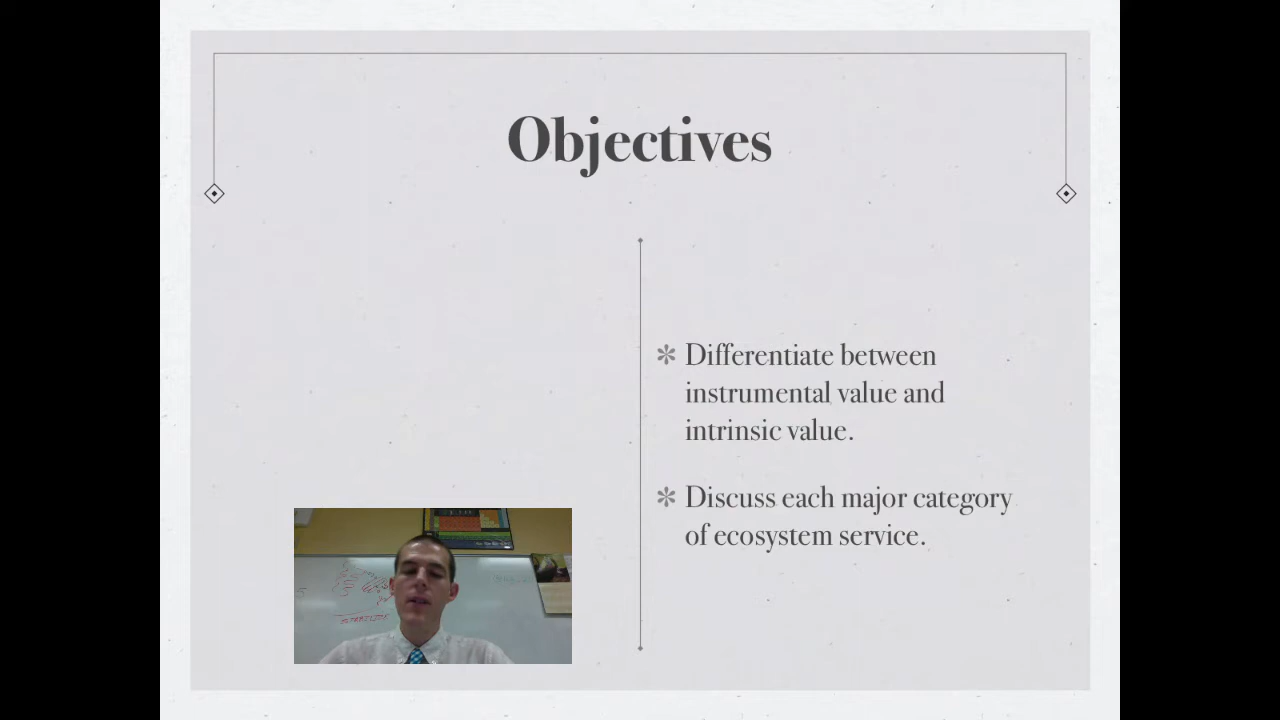 Objectives
✻ Differentiate between
instrumental value and
intrinsic value.
✻ Discuss each major category
of ecosystem service.